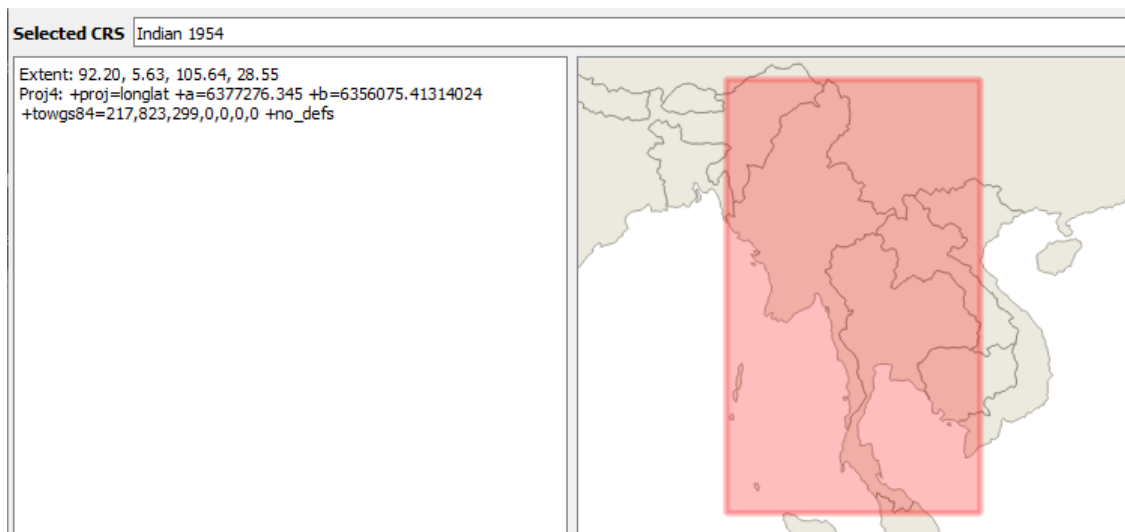 Selected CRS Indian 1954
Extent: 92.20, 5.63, 105.64, 28.55
Proj4: +proj=longlat +a=6377276.345 +b=6356075.41314024
+towgs84=217,823,299,0,0,0,0 +no_defs